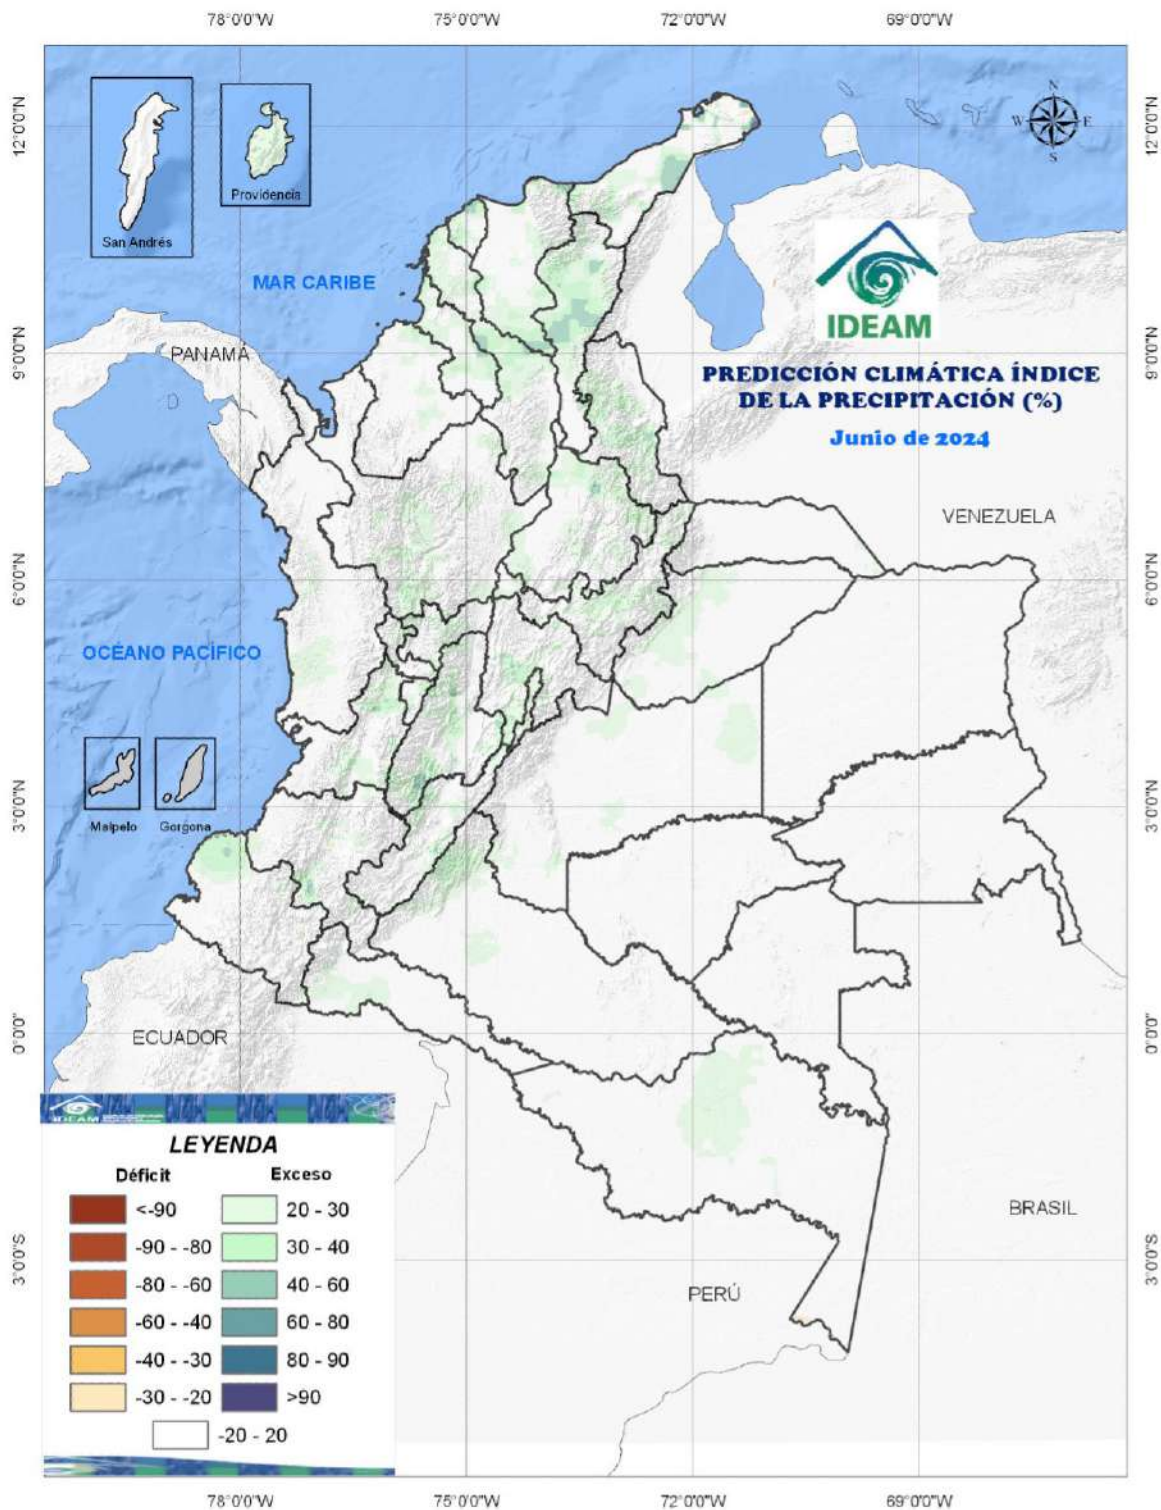 78°0'0"W
75°0'0"W
72°0'0"W
69°0'0"W
12°0'0"N
12°0'0"N
N
W
E
S
San Andrés
Providencia
MAR CARIBE
IDEAM
PREDICCIÓN CLIMÁTICA ÍNDICE
DE LA PRECIPITACIÓN (%)
Junio de 2024
9°0'0"N
9°0'0"N
PANAMÁ
VENEZUELA
6°0'0"N
6°0'0"N
OCÉANO PACÍFICO
Malpelo
Gorgona
3°0'0"N
3°0'0"N
0°0'0"
0°0'0"
ECUADOR
IDEAM
LEYENDA
Déficit
Exceso
<-90
20 - 30
-90 - -80
30 - 40
-80 - -60
40 - 60
-60 - -40
60 - 80
-40 - -30
80 - 90
-30 - -20
>90
-20 - 20
BRASIL
PERÚ
3°0'0"S
3°0'0"S
78°0'0"W
75°0'0"W
72°0'0"W
69°0'0"W